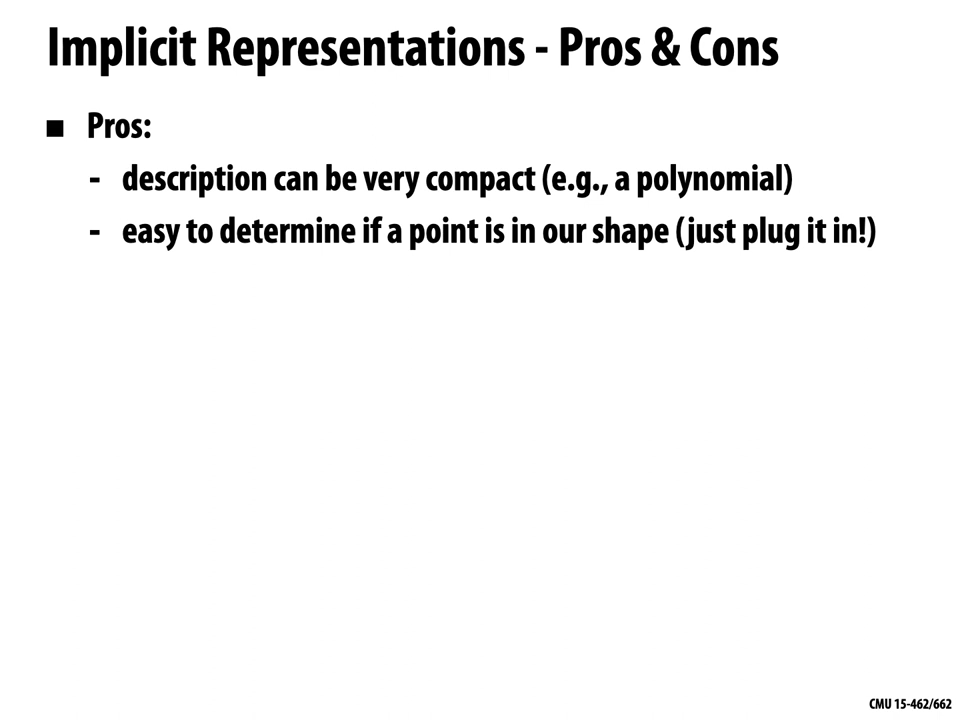 Implicit Representations - Pros & Cons
■ Pros:
- description can be very compact (e.g., a polynomial)
- easy to determine if a point is in our shape (just plug it in!)
CMU 15-462/662